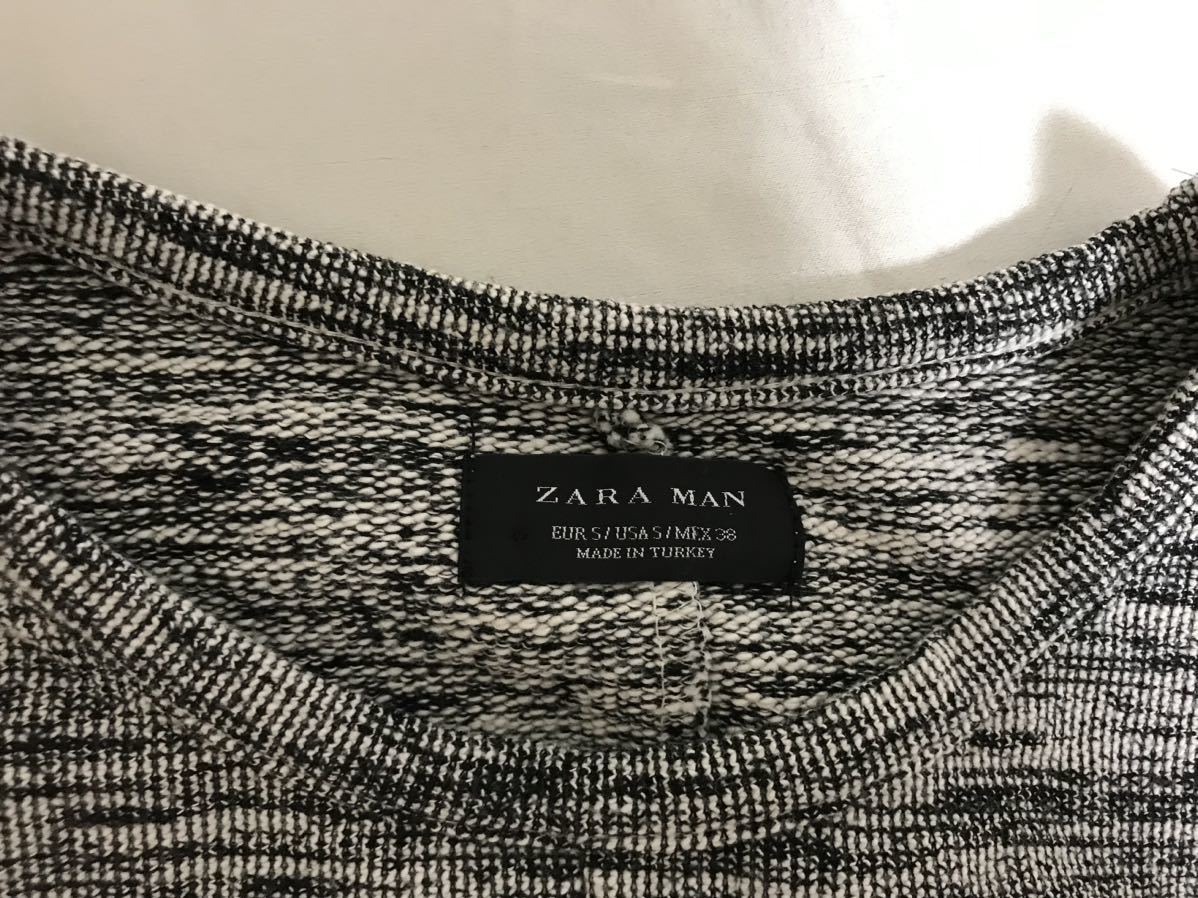 ZARA MAN
EUR S / USA S / MEX 38
MADE IN TURKEY